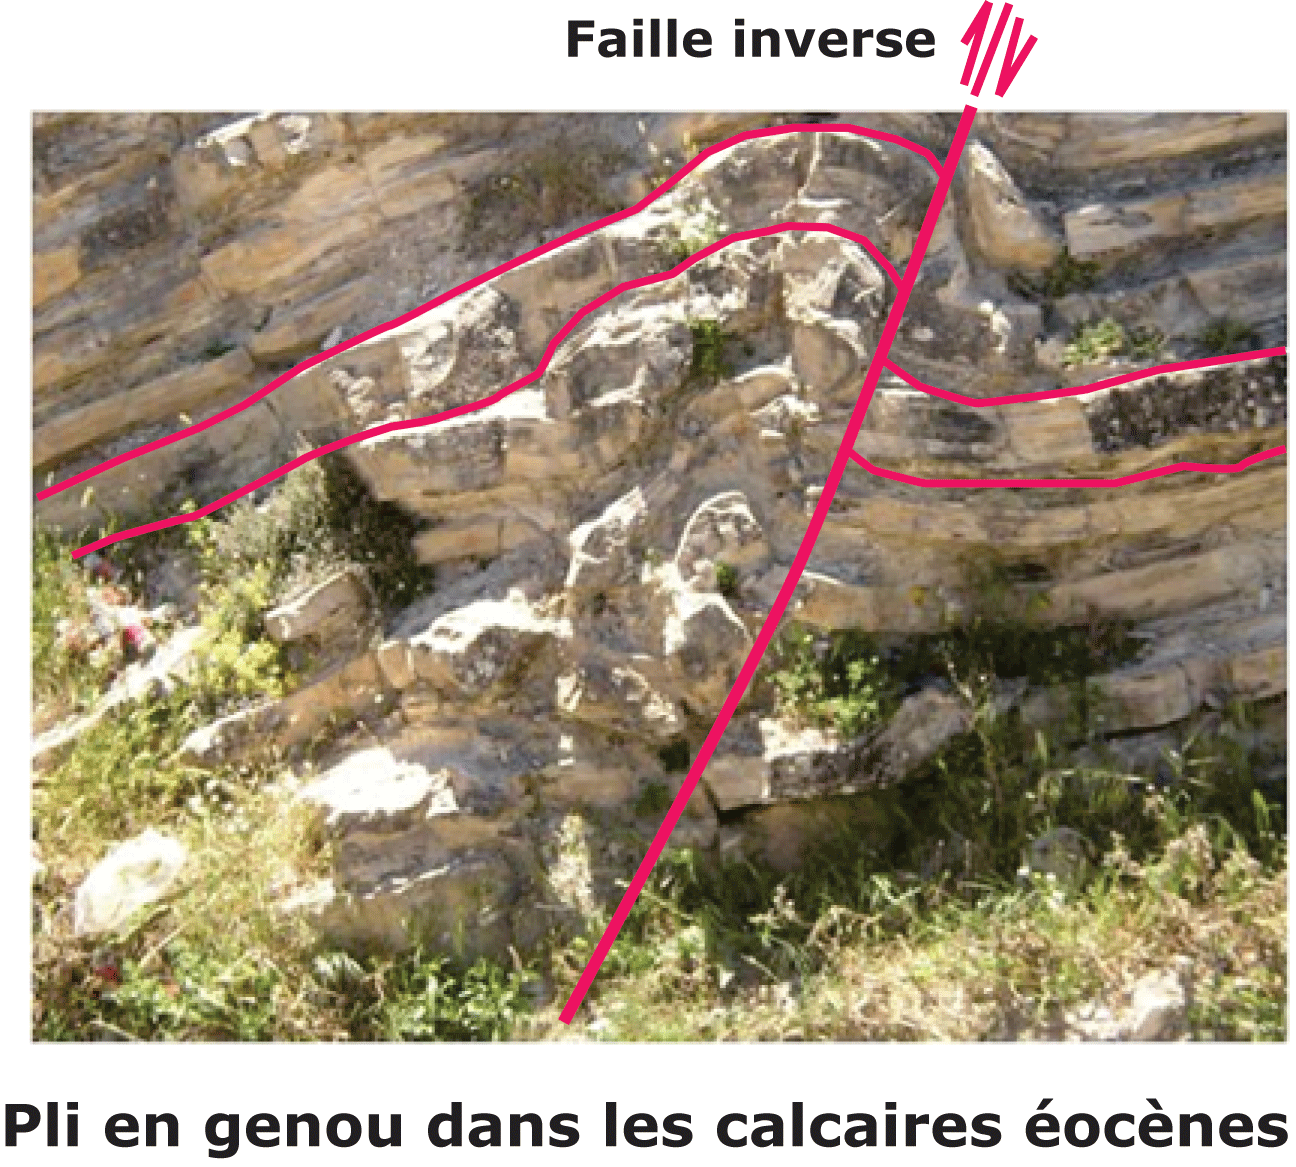 Faille inverse
Pli en genou dans les calcaires éocènes